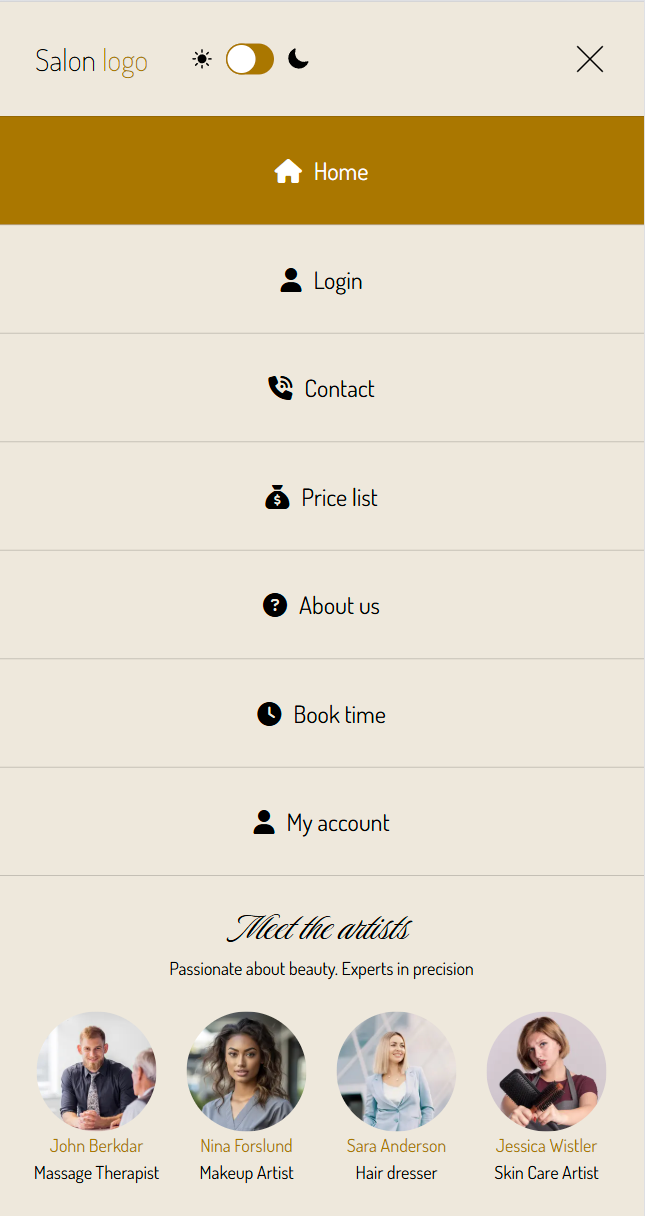 Salon logo
Home
Login
Contact
Price list
About us
Book time
My account
Meet the artists
Passionate about beauty. Experts in precision
John Berkdar Nina Forslund Sara Anderson Jessica Wistler
Massage Therapist Makeup Artist Hair dresser Skin Care Artist